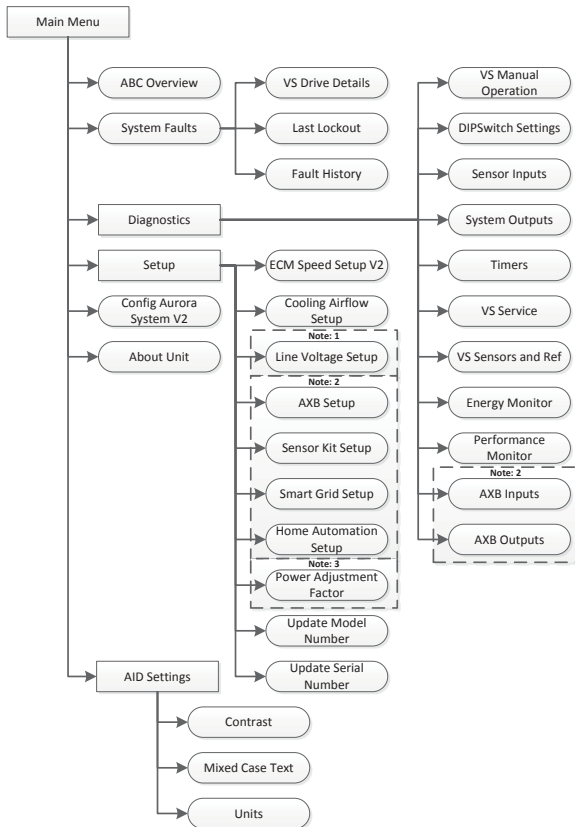 Main Menu
ABC Overview
System Faults
VS Drive Details
Last Lockout
Fault History
Diagnostics
VS Manual
Operation
DIPSwitch Settings
Sensor Inputs
System Outputs
Timers
VS Service
VS Sensors and Ref
Energy Monitor
Performance
Monitor
Note: 2
AXB Inputs
AXB Outputs
Setup
ECM Speed Setup V2
Cooling Airflow
Setup
Note: 1
Line Voltage Setup
Note: 2
AXB Setup
Sensor Kit Setup
Smart Grid Setup
Home Automation
Setup
Note: 3
Power Adjustment
Factor
Update Model
Number
Update Serial
Number
Config Aurora
System V2
About Unit
AID Settings
Contrast
Mixed Case Text
Units